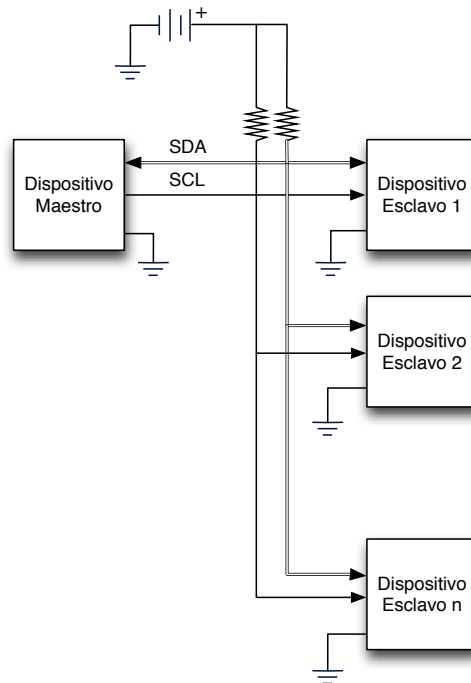 +
SDA
SCL
Dispositivo
Maestro
Dispositivo
Esclavo 1
Dispositivo
Esclavo 2
Dispositivo
Esclavo n